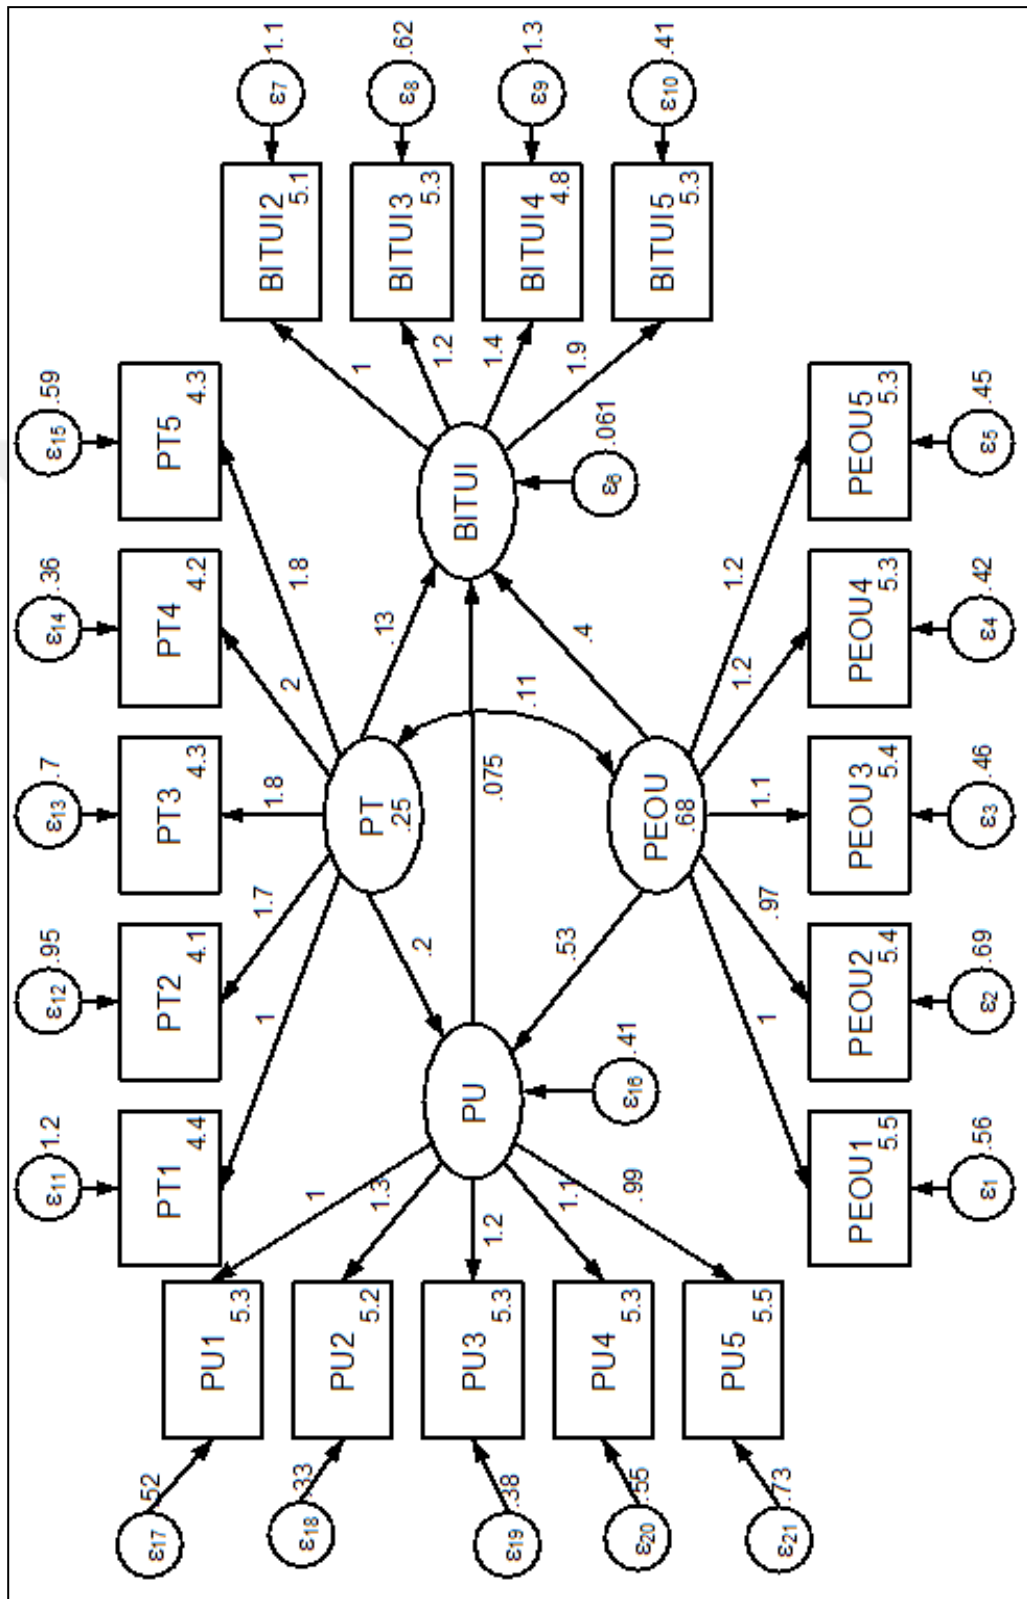 ε11 1.2
ε12 .95
ε13 .7
ε14 .36
ε15 .59
PT1
4.4
PT2
4.1
PT3
4.3
PT4
4.2
PT5
4.3
1
1.7
1.8
2
1.8
ε17 .52
PU1
5.3
ε18 .33
PU2
5.2
ε19 .38
PU3
5.3
ε20 .55
PU4
5.3
ε21 .73
PU5
5.5
1
1.3
1.2
1.1
.99
PU
ε16 .41
.2
.53
PT
.25
.13
.075
.11
.4
PEOU
.68
BITUI
ε6 .061
1
1.2
1.4
1.9
BITUI2
5.1
ε7 1.1
BITUI3
5.3
ε8 .62
BITUI4
4.8
ε9 1.3
BITUI5
5.3
ε10 .41
1
.97
1.1
1.2
1.2
PEOU1
5.5
PEOU2
5.4
PEOU3
5.4
PEOU4
5.3
PEOU5
5.3
ε1 .56
ε2 .69
ε3 .46
ε4 .42
ε5 .45